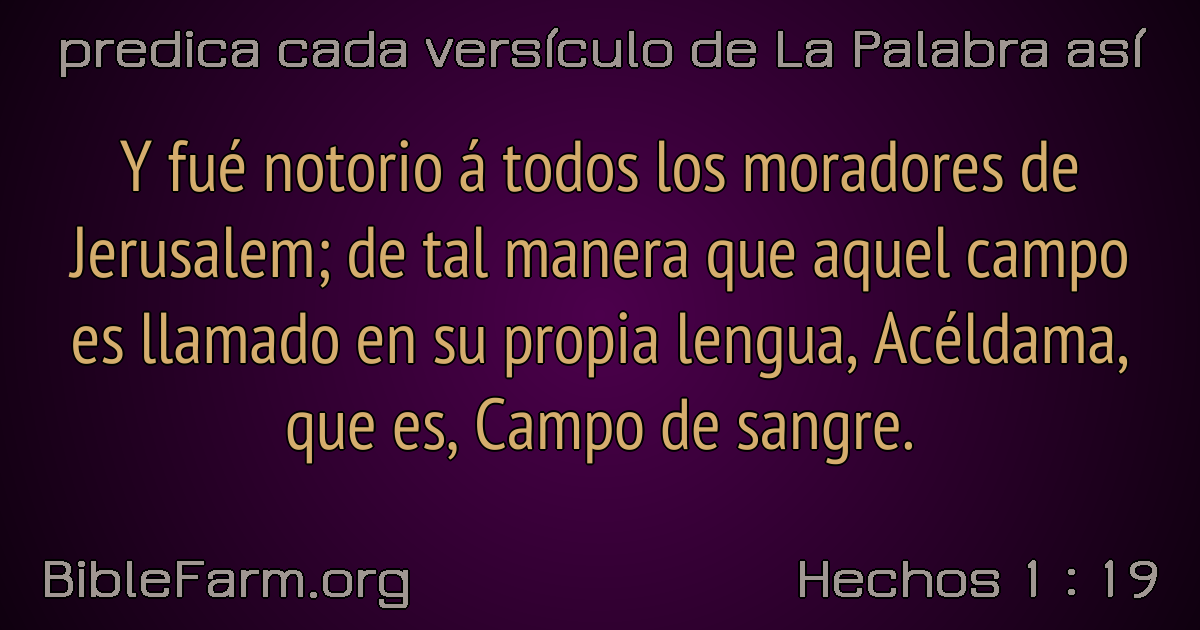 predica cada versículo de La Palabra así
Y fué notorio á todos los moradores de
Jerusalem; de tal manera que aquel campo
es llamado en su propia lengua, Acéldama,
que es, Campo de sangre.
BibleFarm.org
Hechos 1 : 19